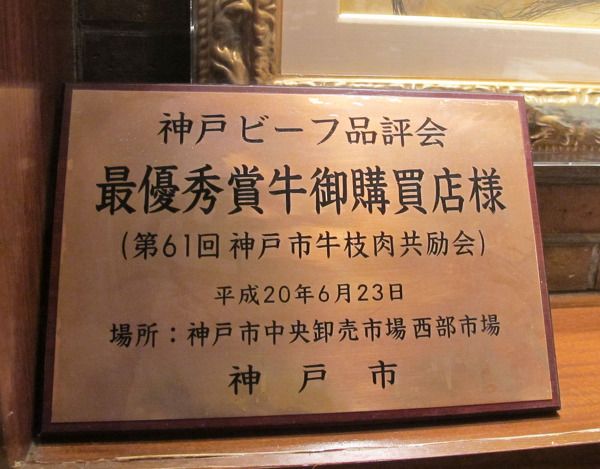 神戸ビーフ品評会
最優秀賞牛御購買店様
(第61回 神戸市牛枝肉共励会)
平成20年6月23日
場所：神戸市中央卸売市場 西部市場
神戸市